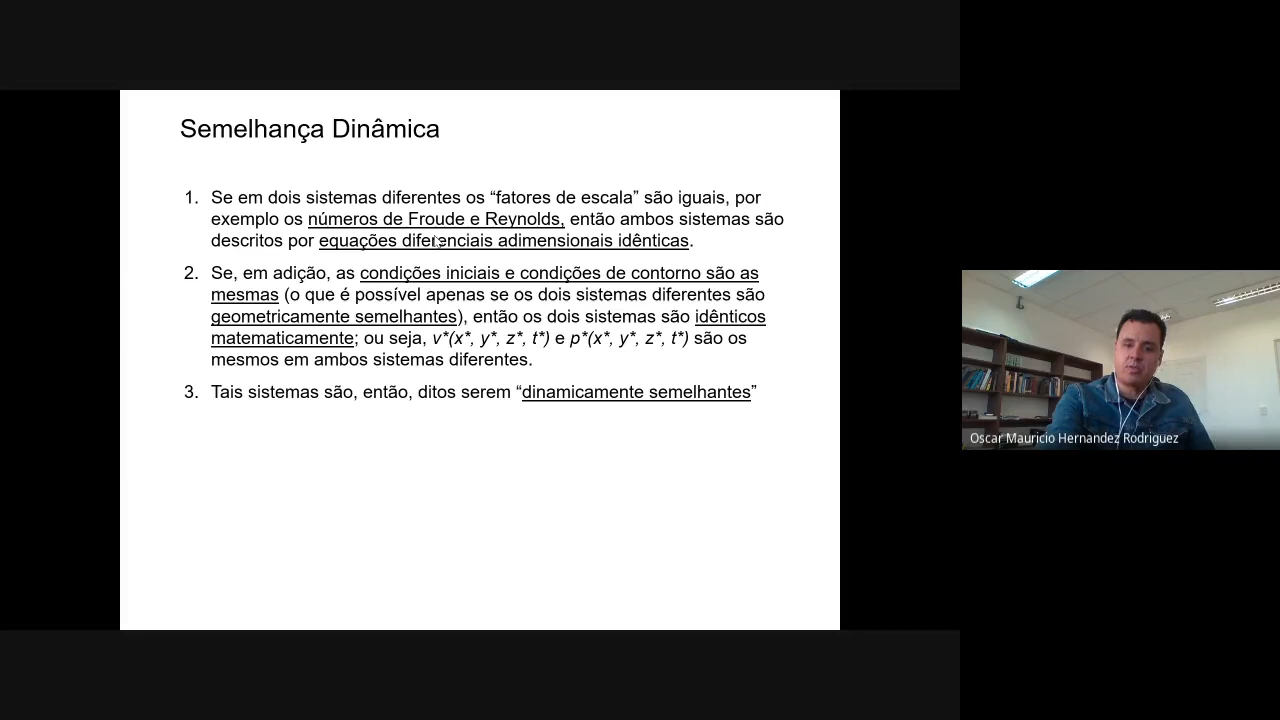 Semelhança Dinâmica
1. Se em dois sistemas diferentes os “fatores de escala” são iguais, por
exemplo os números de Froude e Reynolds, então ambos sistemas são
descritos por equações diferenciais adimensionais idênticas.
2. Se, em adição, as condições iniciais e condições de contorno são as
mesmas (o que é possível apenas se os dois sistemas diferentes são
geometricamente semelhantes), então os dois sistemas são idênticos
matematicamente; ou seja, v*(x*, y*, z*, t*) e p*(x*, y*, z*, t*) são os
mesmos em ambos sistemas diferentes.
3. Tais sistemas são, então, ditos serem “dinamicamente semelhantes”
Oscar Mauricio Hernandez Rodriguez